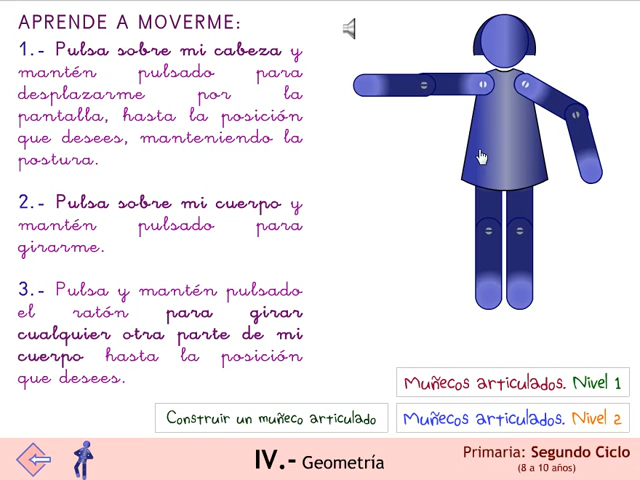 APRENDE A MOVERME:
1.- Pulsa sobre mi cabeza y
mantén pulsado para
desplazarme por la
pantalla, hasta la posición
que desees, manteniendo la
postura.
2.- Pulsa sobre mi cuerpo y
mantén pulsado para
girarme.
3.- Pulsa y mantén pulsado
el ratón para girar
cualquier otra parte de mi
cuerpo hasta la posición
que desees.
Muñecos articulados. Nivel 1
Construir un muñeco articulado
Muñecos articulados. Nivel 2
IV.- Geometría
Primaria: Segundo Ciclo
(8 a 10 años)